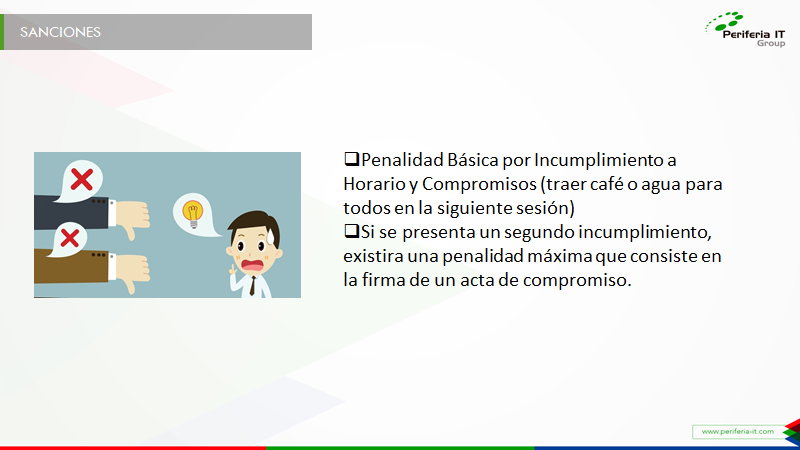 SANCIONES
Periferia IT
Group
❑Penalidad Básica por Incumplimiento a
Horario y Compromisos (traer café o agua para
todos en la siguiente sesión)
❑Si se presenta un segundo incumplimiento,
existira una penalidad máxima que consiste en
la firma de un acta de compromiso.
www.periferia-it.com